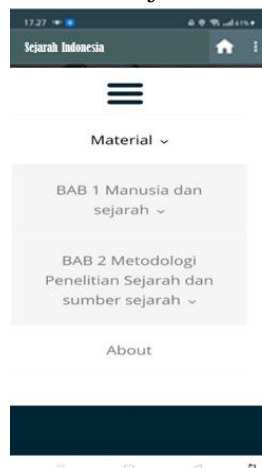 17.27
Sejarah Indonesia
Material
BAB 1 Manusia dan
sejarah
BAB 2 Metodologi
Penelitian Sejarah dan
sumber sejarah
About